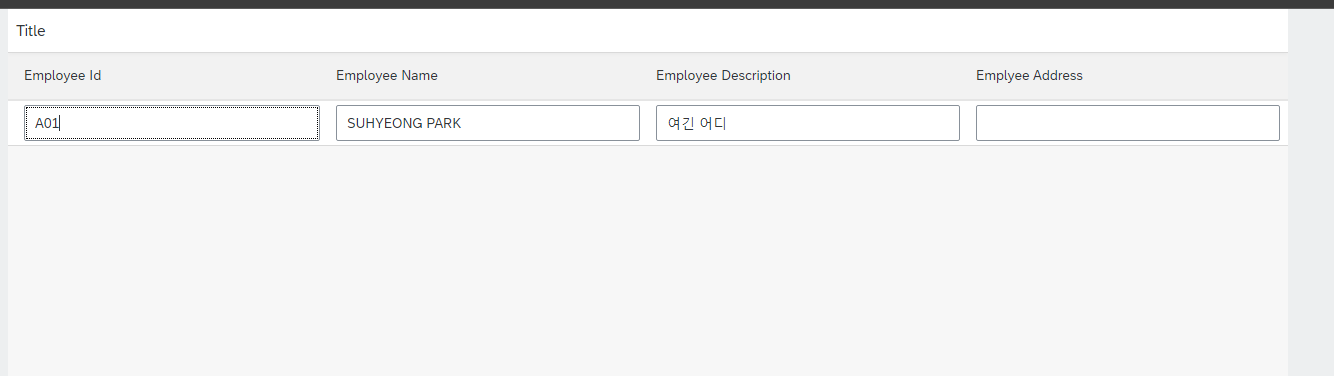 Title
Employee Id Employee Name Employee Description Emplyee Address
A01 SUHYEONG PARK 여긴 어디